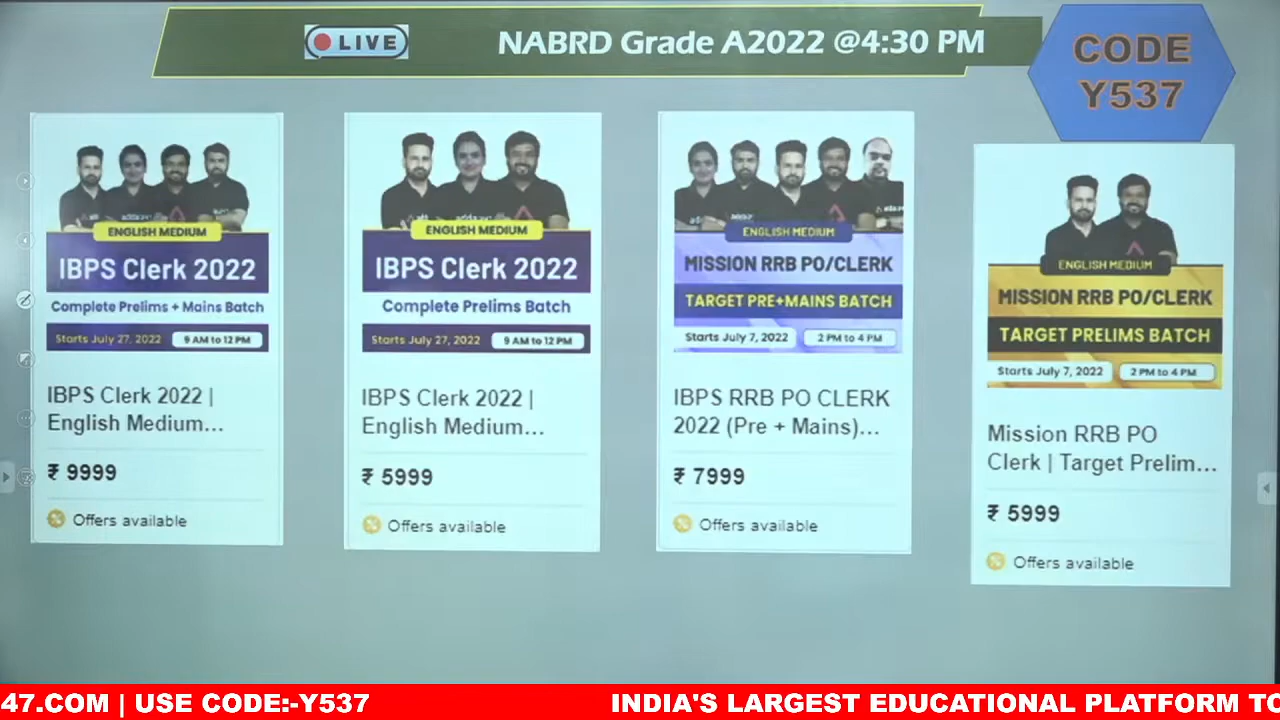 LIVE
NABRD Grade A2022 @4:30 PM
CODE
Y537
ENGLISH MEDIUM
IBPS Clerk 2022
Complete Prelims + Mains Batch
Starts July 27, 2022
9 AM to 12 PM
IBPS Clerk 2022 |
English Medium...
₹ 9999
Offers available
ENGLISH MEDIUM
IBPS Clerk 2022
Complete Prelims Batch
Starts July 27, 2022
9 AM to 12 PM
IBPS Clerk 2022 |
English Medium...
₹ 5999
Offers available
ENGLISH MEDIUM
MISSION RRB PO/CLERK
TARGET PRE+MAINS BATCH
Starts July 7, 2022
2 PM to 4 PM
IBPS RRB PO CLERK
2022 (Pre + Mains)...
₹ 7999
Offers available
ENGLISH MEDIUM
MISSION RRB PO/CLERK
TARGET PRELIMS BATCH
Starts July 7, 2022
2 PM to 4 PM
Mission RRB PO
Clerk | Target Prelim...
₹ 5999
Offers available
47.COM | USE CODE:-Y537
INDIA'S LARGEST EDUCATIONAL PLATFORM TO